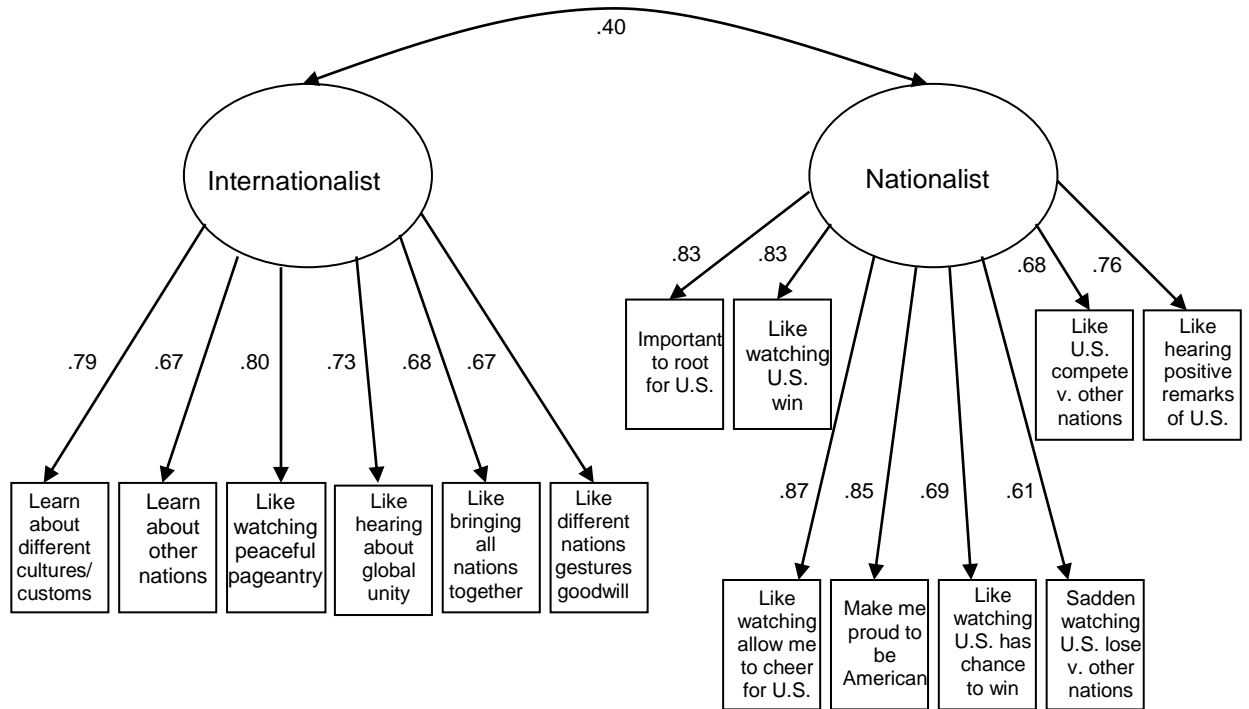 .40
Internationalist
Nationalist
.83
.83
.68
.76
Important
to root
for U.S.
Like
watching
U.S.
win
Like
U.S.
compete
v. other
nations
Like
hearing
positive
remarks
of U.S.
.79
.67
.80
.73
.68
.67
.87
.85
.69
.61
Learn
about
different
cultures/
customs
Learn
about
other
nations
Like
watching
peaceful
pageantry
Like
hearing
about
global
unity
Like
bringing
all
nations
together
Like
different
nations
gestures
goodwill
Like
watching
allow me
to cheer
for U.S.
Make me
proud to
be
American
Like
watching
U.S. has
chance
to win
Sadden
watching
U.S. lose
v. other
nations